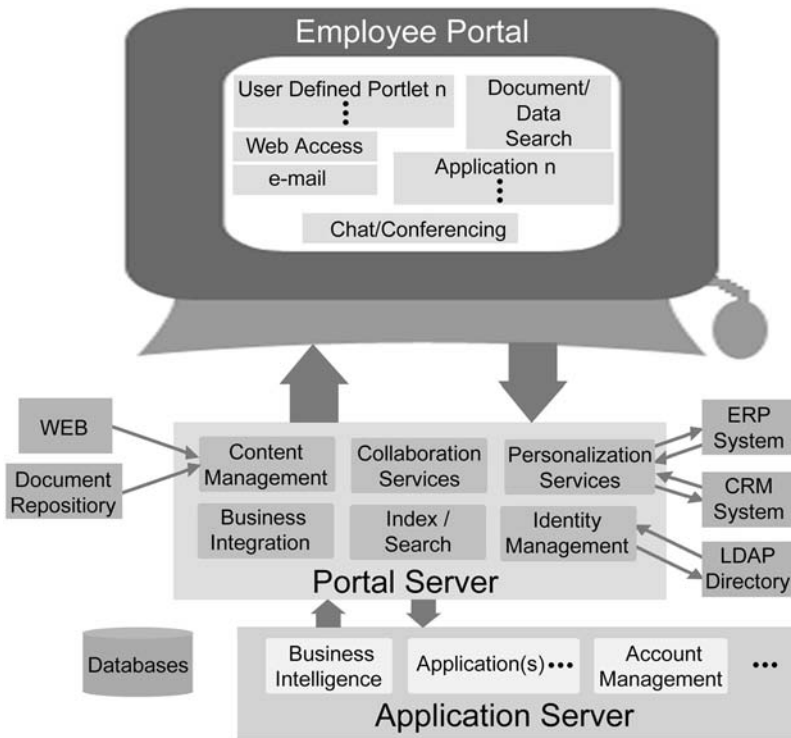 Employee Portal
User Defined Portlet n
Document/
Data
Search
Web Access
e-mail
Application n
Chat/Conferencing
WEB
Document
Repositiory
Content
Management
Collaboration
Services
Personalization
Services
ERP
System
CRM
System
Business
Integration
Index /
Search
Identity
Management
LDAP
Directory
Portal Server
Databases
Business
Intelligence
Application(s) •••
Account
Management
•••
Application Server